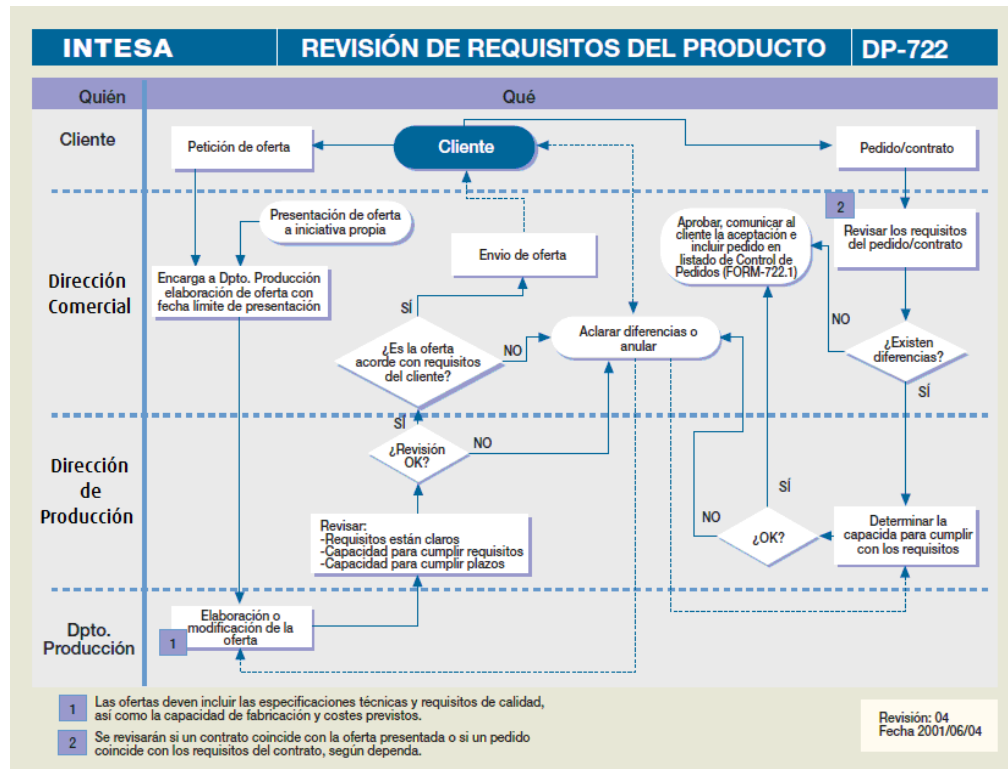 INTESA
REVISIÓN DE REQUISITOS DEL PRODUCTO
DP-722
Quién
Qué
Cliente
Petición de oferta
Cliente
Pedido/contrato
Dirección
Comercial
Presentación de oferta
a iniciativa propia
Encarga a Dpto. Producción
elaboración de oferta con
fecha límite de presentación
Envio de oferta
SÍ
¿Es la oferta
acorde con requisitos
del cliente?
NO
Aclarar diferencias o
anular
Aprobar, comunicar al
cliente la aceptación e
incluir pedido en
listado de Control de
Pedidos (FORM-722.1)
2
Revisar los requisitos
del pedido/contrato
NO
¿Existen
diferencias?
SÍ
Dirección
de
Producción
SÍ
¿Revisión
OK?
NO
Revisar:
-Requisitos están claros
-Capacidad para cumplir requisitos
-Capacidad para cumplir plazos
SÍ
NO
¿OK?
Determinar la
capacida para cumplir
con los requisitos
Dpto.
Producción
1
Elaboración o
modificación de la
oferta
1
Las ofertas deben incluir las especificaciones técnicas y requisitos de calidad,
así como la capacidad de fabricación y costes previstos.
2
Se revisarán si un contrato coincide con la oferta presentada o si un pedido
coincide con los requisitos del contrato, según dependa.
Revisión: 04
Fecha 2001/06/04